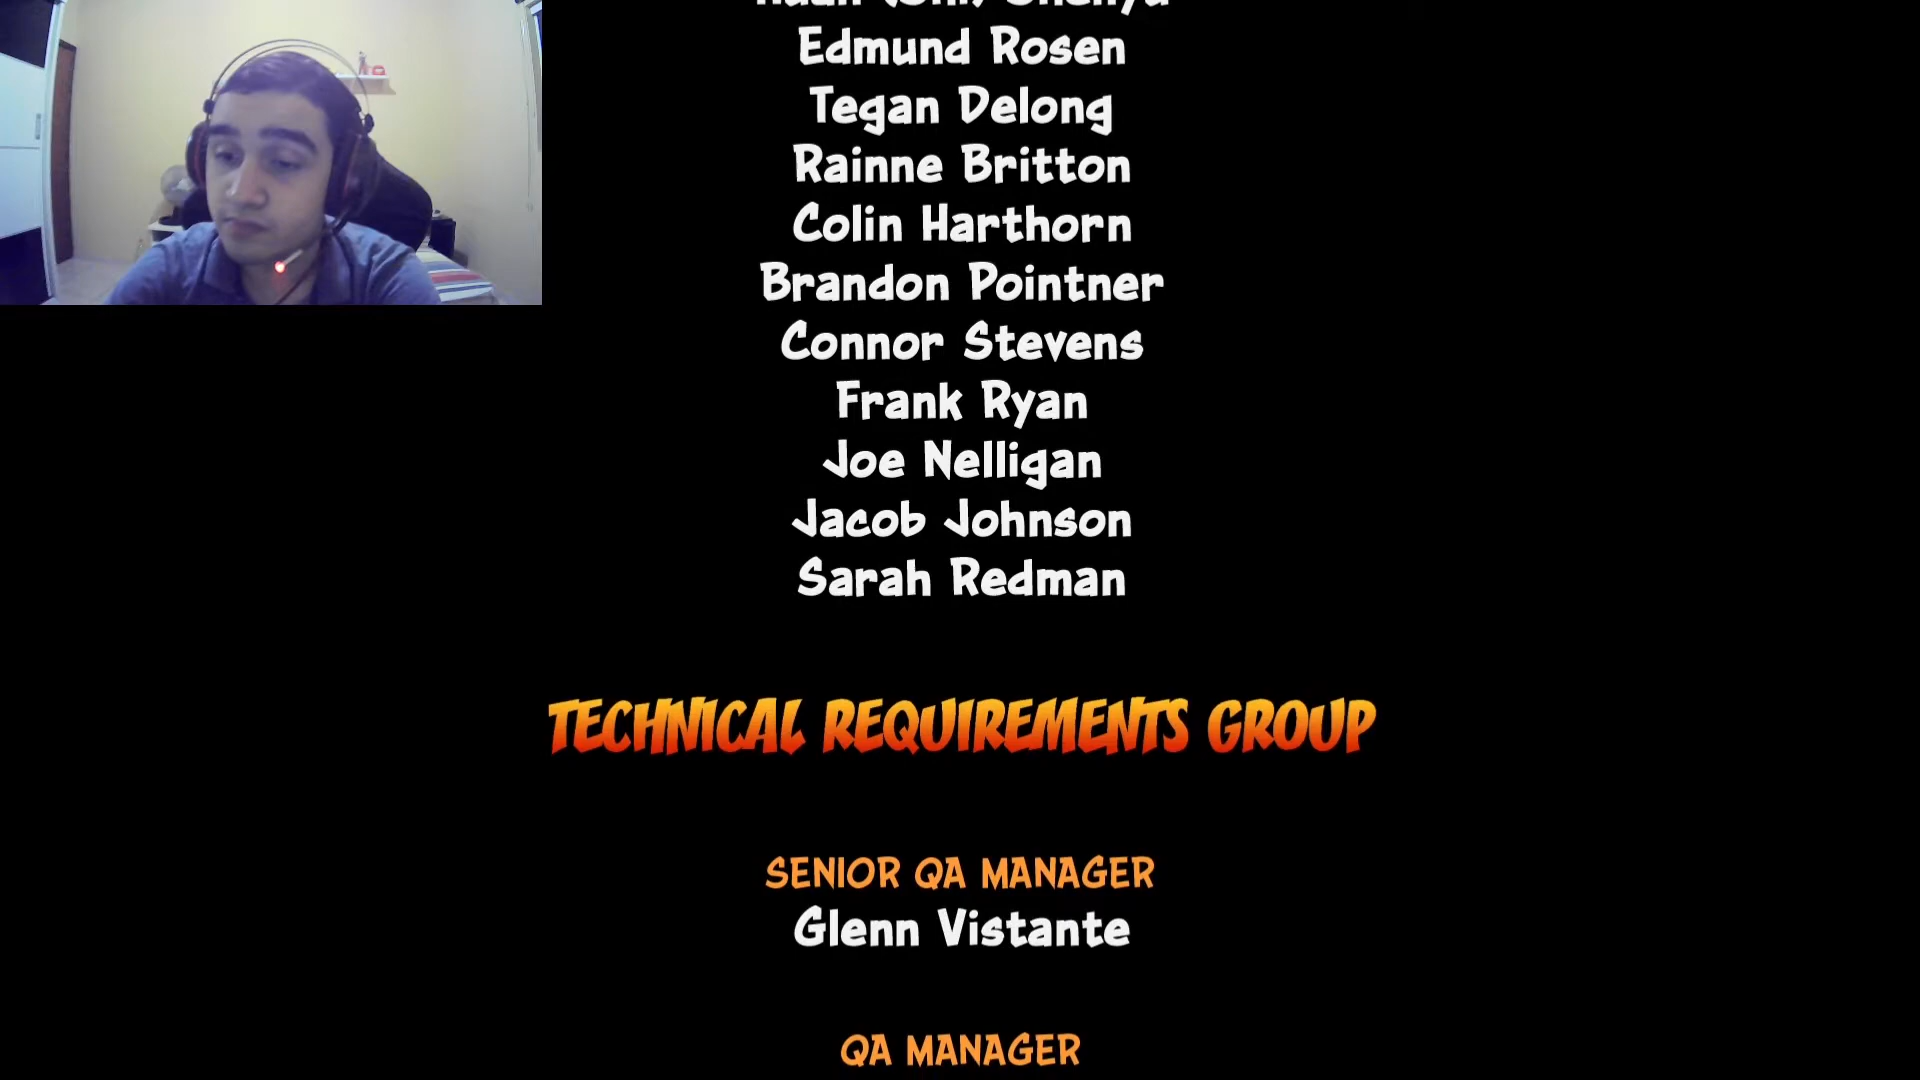 Edmund Rosen
Tegan Delong
Rainne Britton
Colin Harthorn
Brandon Pointner
Connor Stevens
Frank Ryan
Joe Nelligan
Jacob Johnson
Sarah Redman
TECHNICAL REQUIREMENTS GROUP
SENIOR QA MANAGER
Glenn Vistante
QA MANAGER